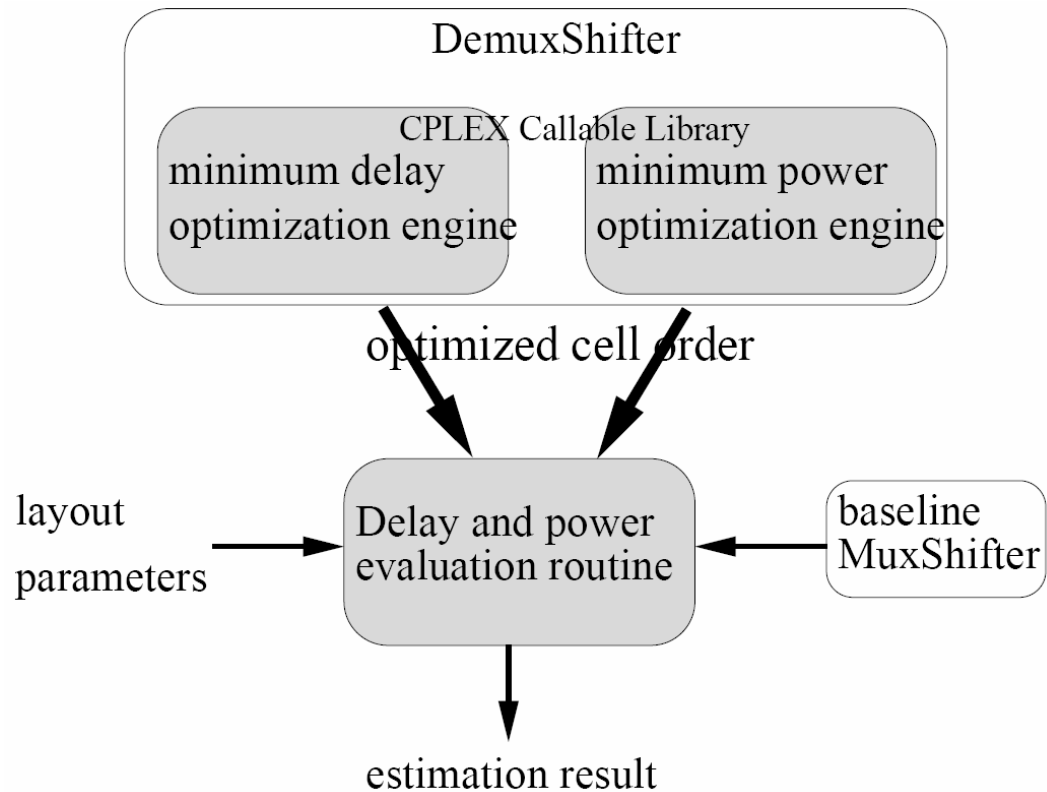 DemuxShifter
CPLEX Callable Library
minimum delay
optimization engine
minimum power
optimization engine
optimized cell order
layout
parameters
Delay and power
evaluation routine
baseline
MuxShifter
estimation result